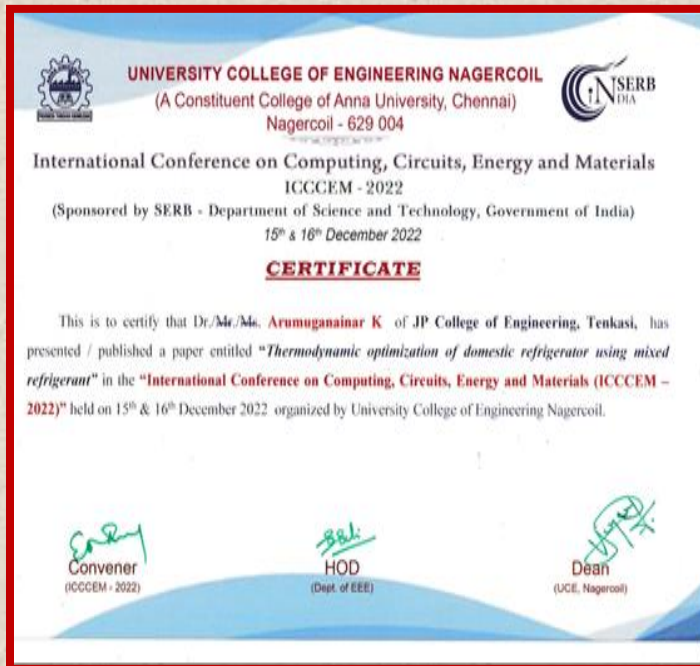 UNIVERSITY COLLEGE OF ENGINEERING NAGERCOIL
(A Constituent College of Anna University, Chennai)
Nagercoil - 629 004
iNSERB
DIA
International Conference on Computing, Circuits, Energy and Materials
ICCCEM - 2022
(Sponsored by SERB - Department of Science and Technology, Government of India)
15th & 16th December 2022
CERTIFICATE
This is to certify that Dr./Mr./Ms. Arumuganainar K of JP College of Engineering, Tenkasi, has
presented / published a paper entitled "Thermodynamic optimization of domestic refrigerator using mixed
refrigerant" in the "International Conference on Computing, Circuits, Energy and Materials (ICCCEM –
2022)" held on 15th & 16th December 2022 organized by University College of Engineering Nagercoil.
Convener
(ICCCEM - 2022)
HOD
(Dept. of EEE)
Dean
(UCE, Nagercoil)